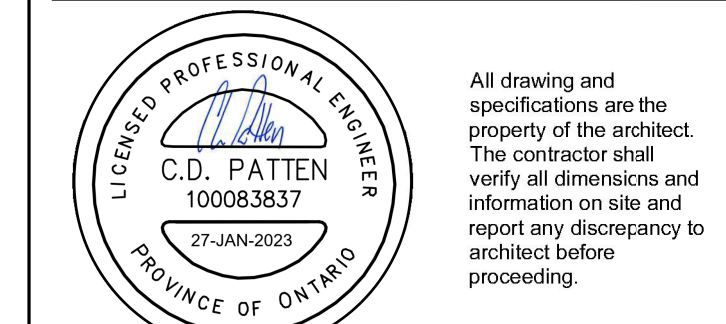 LICENSED PROFESSIONAL ENGINEER
C. Patten
C.D. PATTEN
100083837
27-JAN-2023
PROVINCE OF ONTARIO
All drawing and
specifications are the
property of the architect.
The contractor shall
verify all dimensions and
information on site and
report any discrepancy to
architect before
proceeding.